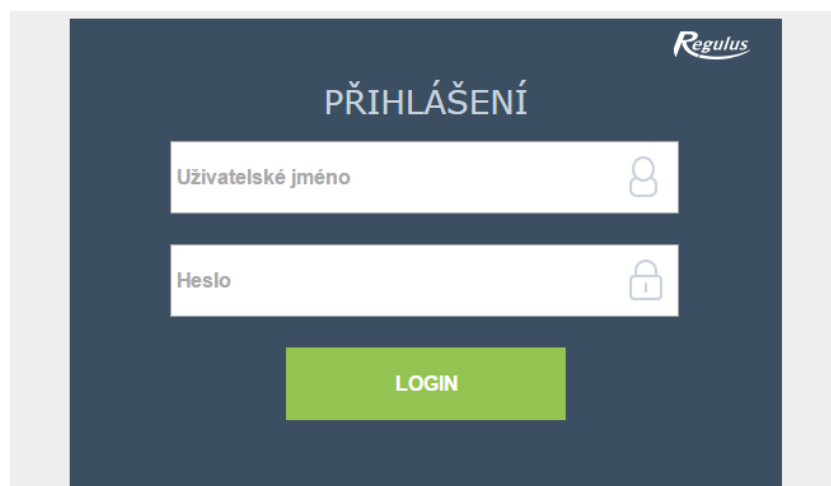 Regulus
PŘIHLÁŠENÍ
Uživatelské jméno
Heslo
LOGIN